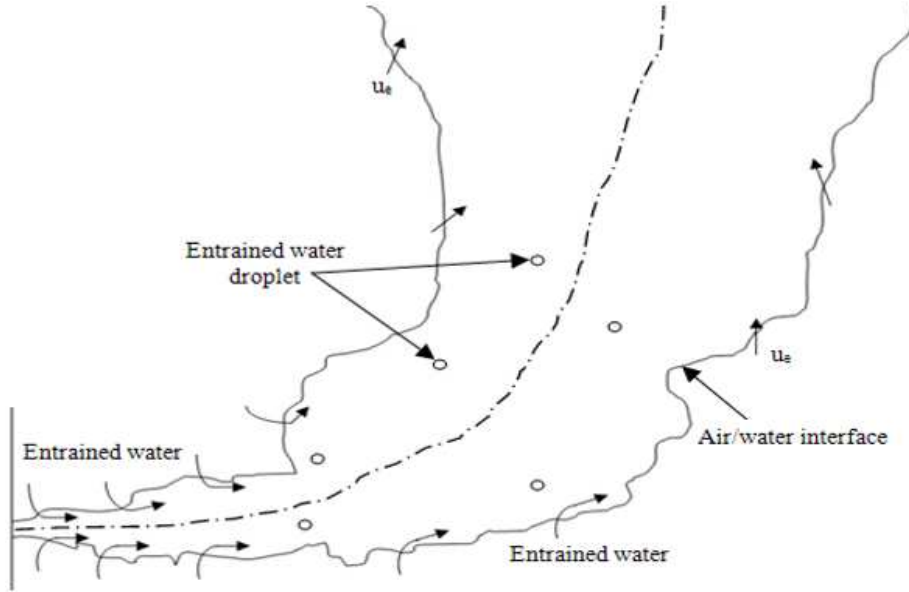 uₑ
Entrained water
droplet
uₑ
Air/water interface
Entrained water
Entrained water